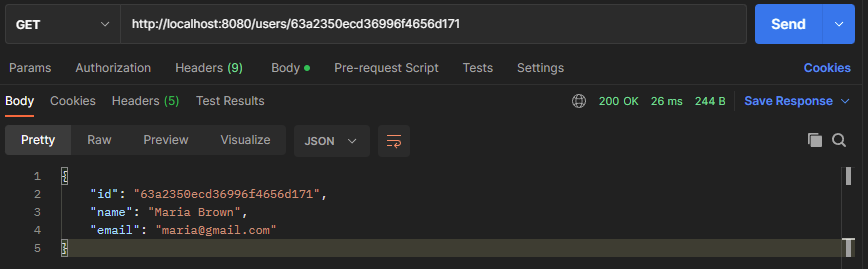 GET http://localhost:8080/users/63a2350ecd36996f4656d171 Send
Params Authorization Headers (9) Body Pre-request Script Tests Settings Cookies
Body Cookies Headers (5) Test Results 200 OK 26 ms 244 B Save Response
Pretty Raw Preview Visualize JSON
1 {
2 "id": "63a2350ecd36996f4656d171",
3 "name": "Maria Brown",
4 "email": "maria@gmail.com"
5 }